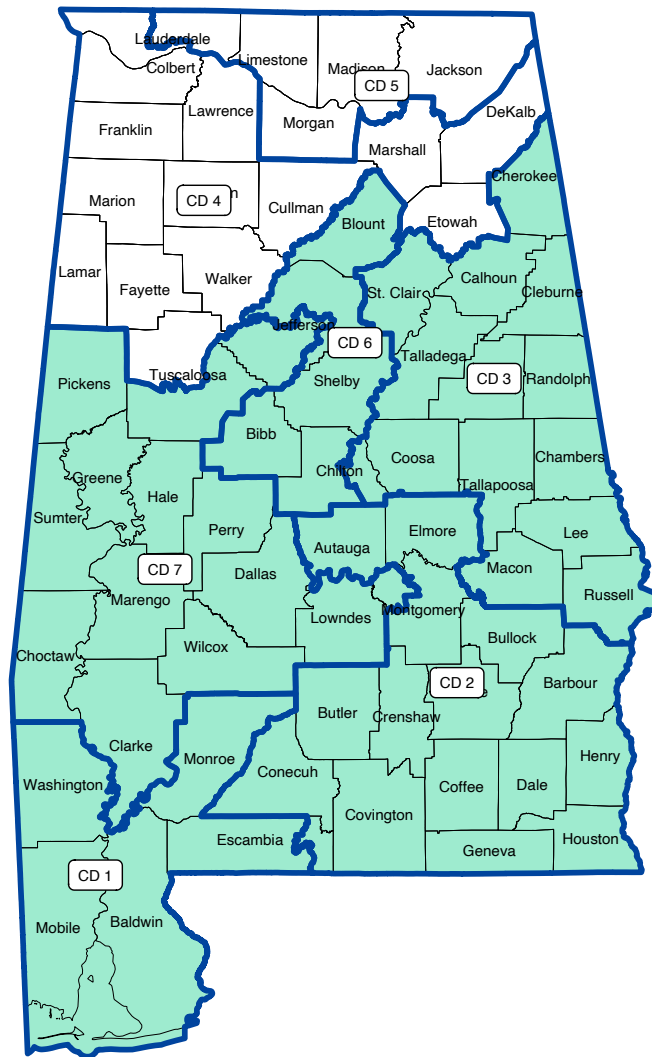 Lauderdale
Limestone
Madison
Jackson
Colbert
CD 5
Lawrence
DeKalb
Morgan
Franklin
Marshall
Cherokee
CD 4
Marion
Cullman
Blount
Etowah
Lamar
Walker
Calhoun
Fayette
St. Clair
Cleburne
Jefferson
CD 6
Talladega
Tuscaloosa
Shelby
CD 3
Randolph
Pickens
Bibb
Coosa
Chambers
Chilton
Greene
Tallapoosa
Hale
Sumter
Perry
Elmore
Lee
Autauga
CD 7
Dallas
Macon
Marengo
Russell
Montgomery
Lowndes
Bullock
Choctaw
Wilcox
CD 2
Barbour
Butler
Crenshaw
Clarke
Monroe
Henry
Conecuh
Washington
Coffee
Dale
Covington
Escambia
Houston
Geneva
CD 1
Mobile
Baldwin